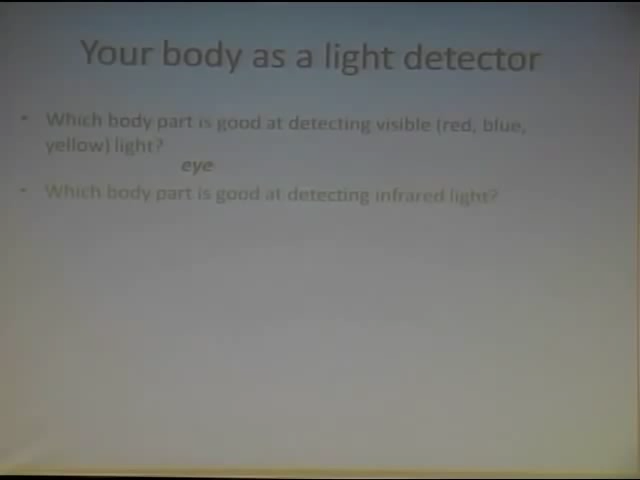 Your body as a light detector
• Which body part is good at detecting visible (red, blue,
yellow) light?
eye
• Which body part is good at detecting infrared light?